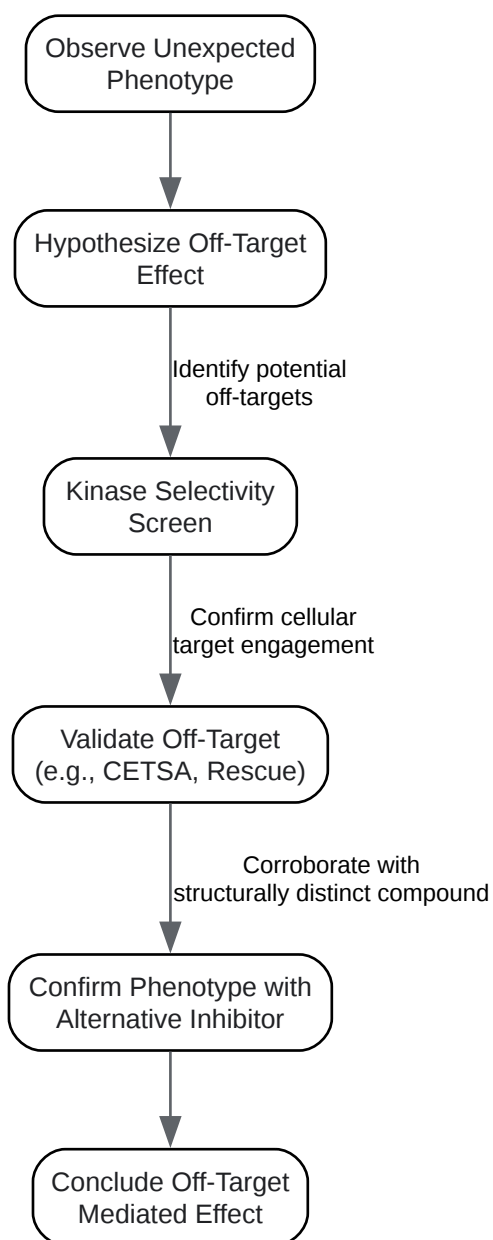 Observe Unexpected
Phenotype
Hypothesize Off-Target
Effect
Identify potential
off-targets
Kinase Selectivity
Screen
Confirm cellular
target engagement
Validate Off-Target
(e.g., CETSA, Rescue)
Corroborate with
structurally distinct compound
Confirm Phenotype with
Alternative Inhibitor
Conclude Off-Target
Mediated Effect